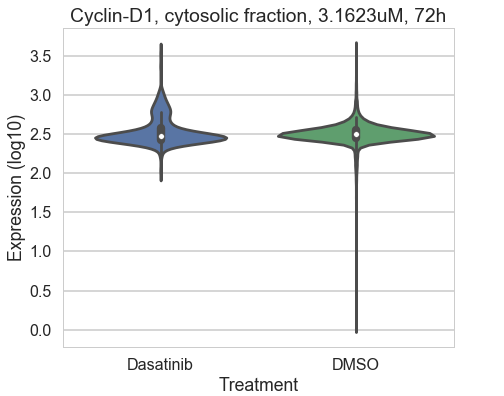 Cyclin-D1, cytosolic fraction, 3.1623uM, 72h
Expression (log10)
3.5
3.0
2.5
2.0
1.5
1.0
0.5
0.0
Dasatinib DMSO
Treatment